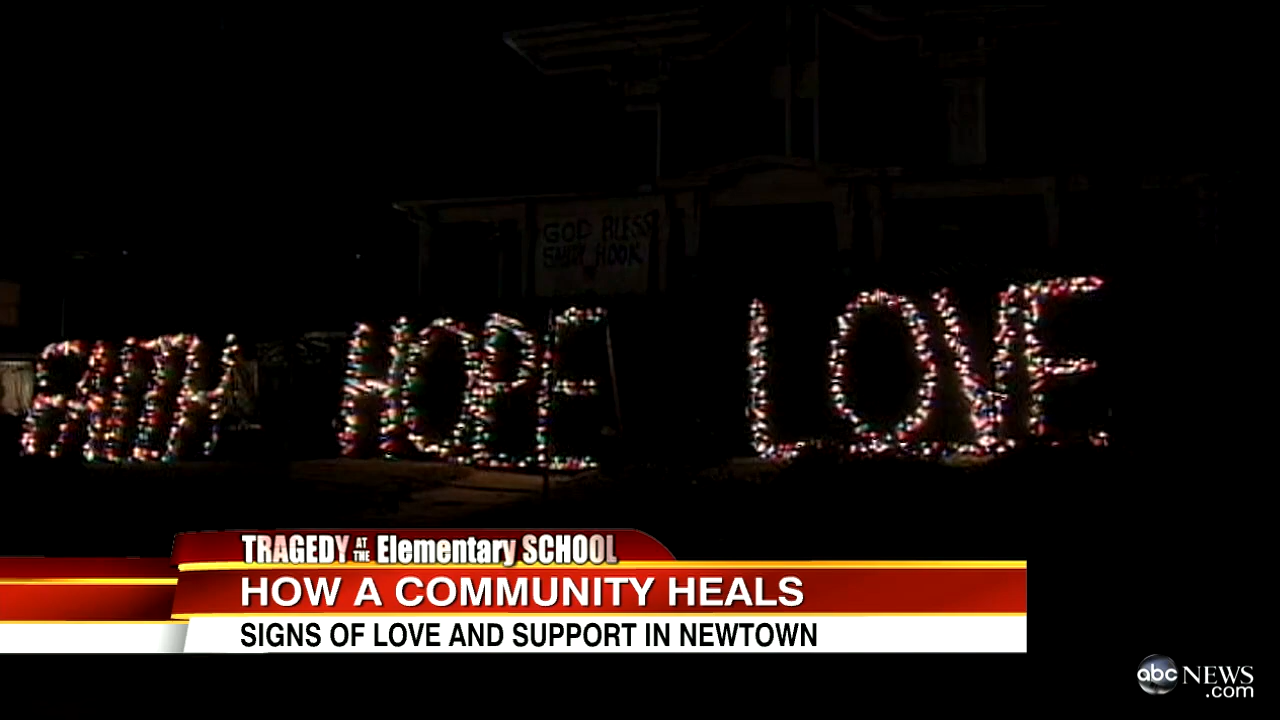 GOD BLESS
SANDY HOOK
FAITH HOPE LOVE
TRAGEDY AT THE Elementary SCHOOL
HOW A COMMUNITY HEALS
SIGNS OF LOVE AND SUPPORT IN NEWTOWN
abc NEWS
.com